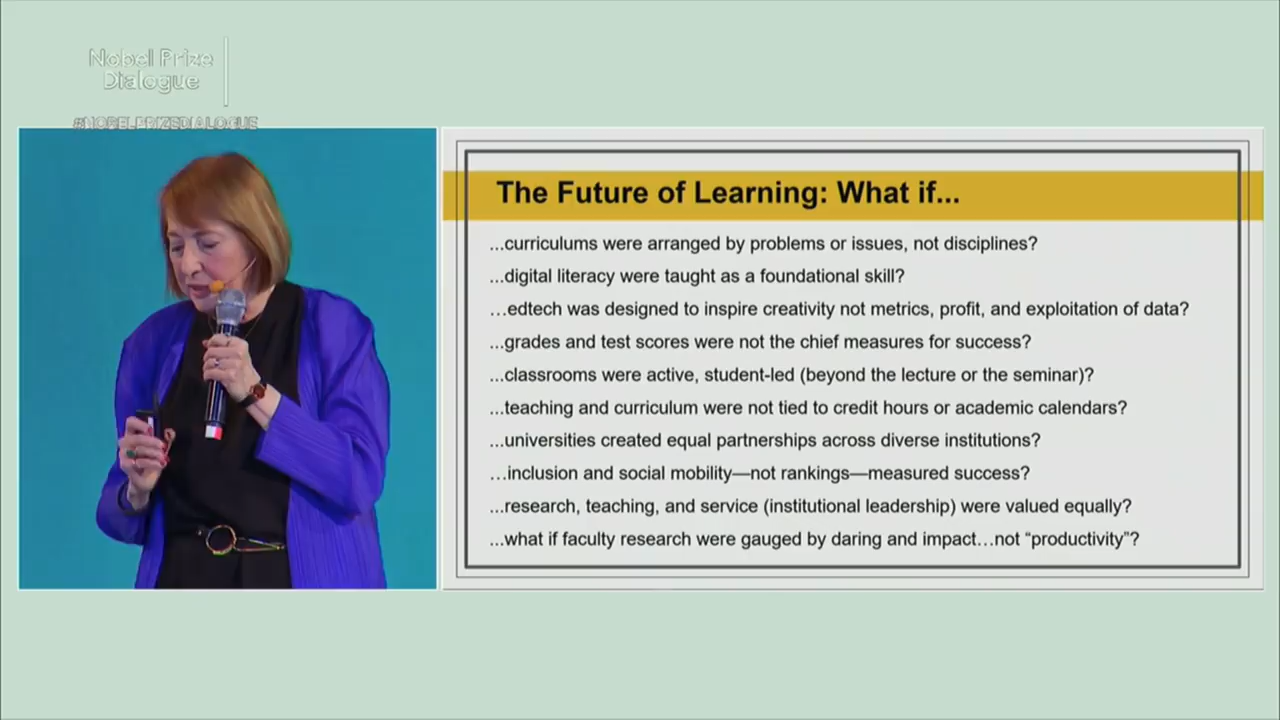 Nobel Prize
Dialogue
#NOBELPRIZEDIALOGUE
The Future of Learning: What if...
...curriculums were arranged by problems or issues, not disciplines?
...digital literacy were taught as a foundational skill?
…edtech was designed to inspire creativity not metrics, profit, and exploitation of data?
...grades and test scores were not the chief measures for success?
...classrooms were active, student-led (beyond the lecture or the seminar)?
...teaching and curriculum were not tied to credit hours or academic calendars?
...universities created equal partnerships across diverse institutions?
…inclusion and social mobility—not rankings—measured success?
...research, teaching, and service (institutional leadership) were valued equally?
...what if faculty research were gauged by daring and impact…not “productivity”?